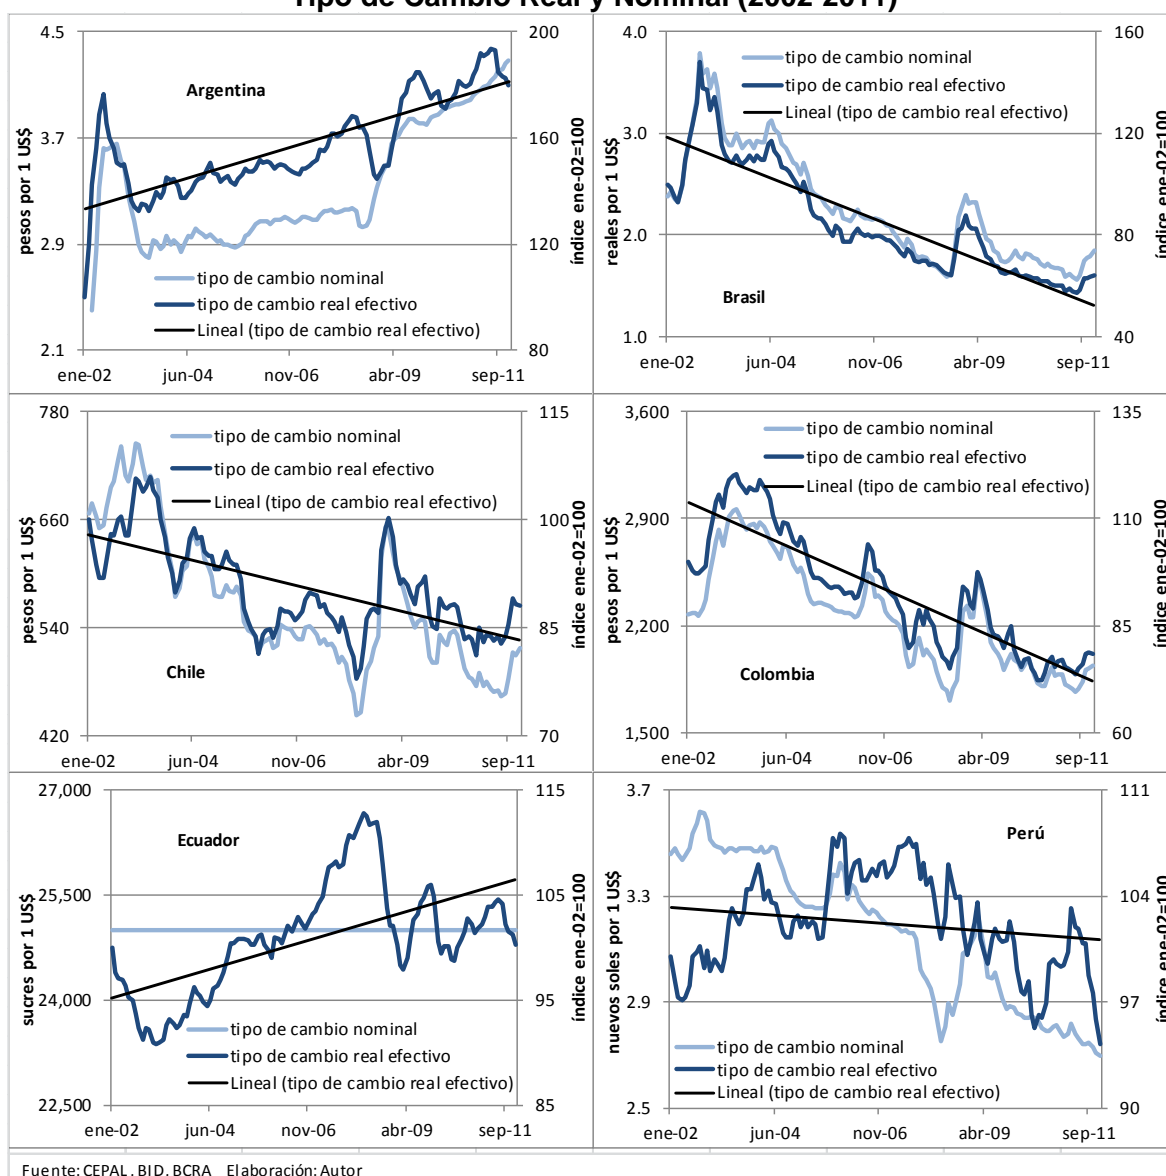 Tipo de Cambio Real y Nominal (2002-2011)
4.5
3.7
2.9
2.1
pesos por 1 US$
Argentina
tipo de cambio nominal
tipo de cambio real efectivo
Lineal (tipo de cambio real efectivo)
200
160
120
80
índice ene-02=100
ene-02 jun-04 nov-06 abr-09 sep-11
4.0
3.0
2.0
1.0
reales por 1 US$
tipo de cambio nominal
tipo de cambio real efectivo
Lineal (tipo de cambio real efectivo)
Brasil
160
120
80
40
índice ene-02=100
ene-02 jun-04 nov-06 abr-09 sep-11
780
660
540
420
pesos por 1 US$
tipo de cambio nominal
tipo de cambio real efectivo
Lineal (tipo de cambio real efectivo)
Chile
115
100
85
70
índice ene-02=100
ene-02 jun-04 nov-06 abr-09 sep-11
3,600
2,900
2,200
1,500
pesos por 1 US$
tipo de cambio nominal
tipo de cambio real efectivo
Lineal (tipo de cambio real efectivo)
Colombia
135
110
85
60
índice ene-02=100
ene-02 jun-04 nov-06 abr-09 sep-11
27,000
25,500
24,000
22,500
sucres por 1 US$
Ecuador
tipo de cambio nominal
tipo de cambio real efectivo
Lineal (tipo de cambio real efectivo)
115
105
95
85
índice ene-02=100
ene-02 jun-04 nov-06 abr-09 sep-11
3.7
3.3
2.9
2.5
nuevos soles por 1 US$
Perú
tipo de cambio nominal
tipo de cambio real efectivo
Lineal (tipo de cambio real efectivo)
111
104
97
90
índice ene-02=100
ene-02 jun-04 nov-06 abr-09 sep-11
Fuente: CEPAL, BID, BCRA Elaboración: Autor